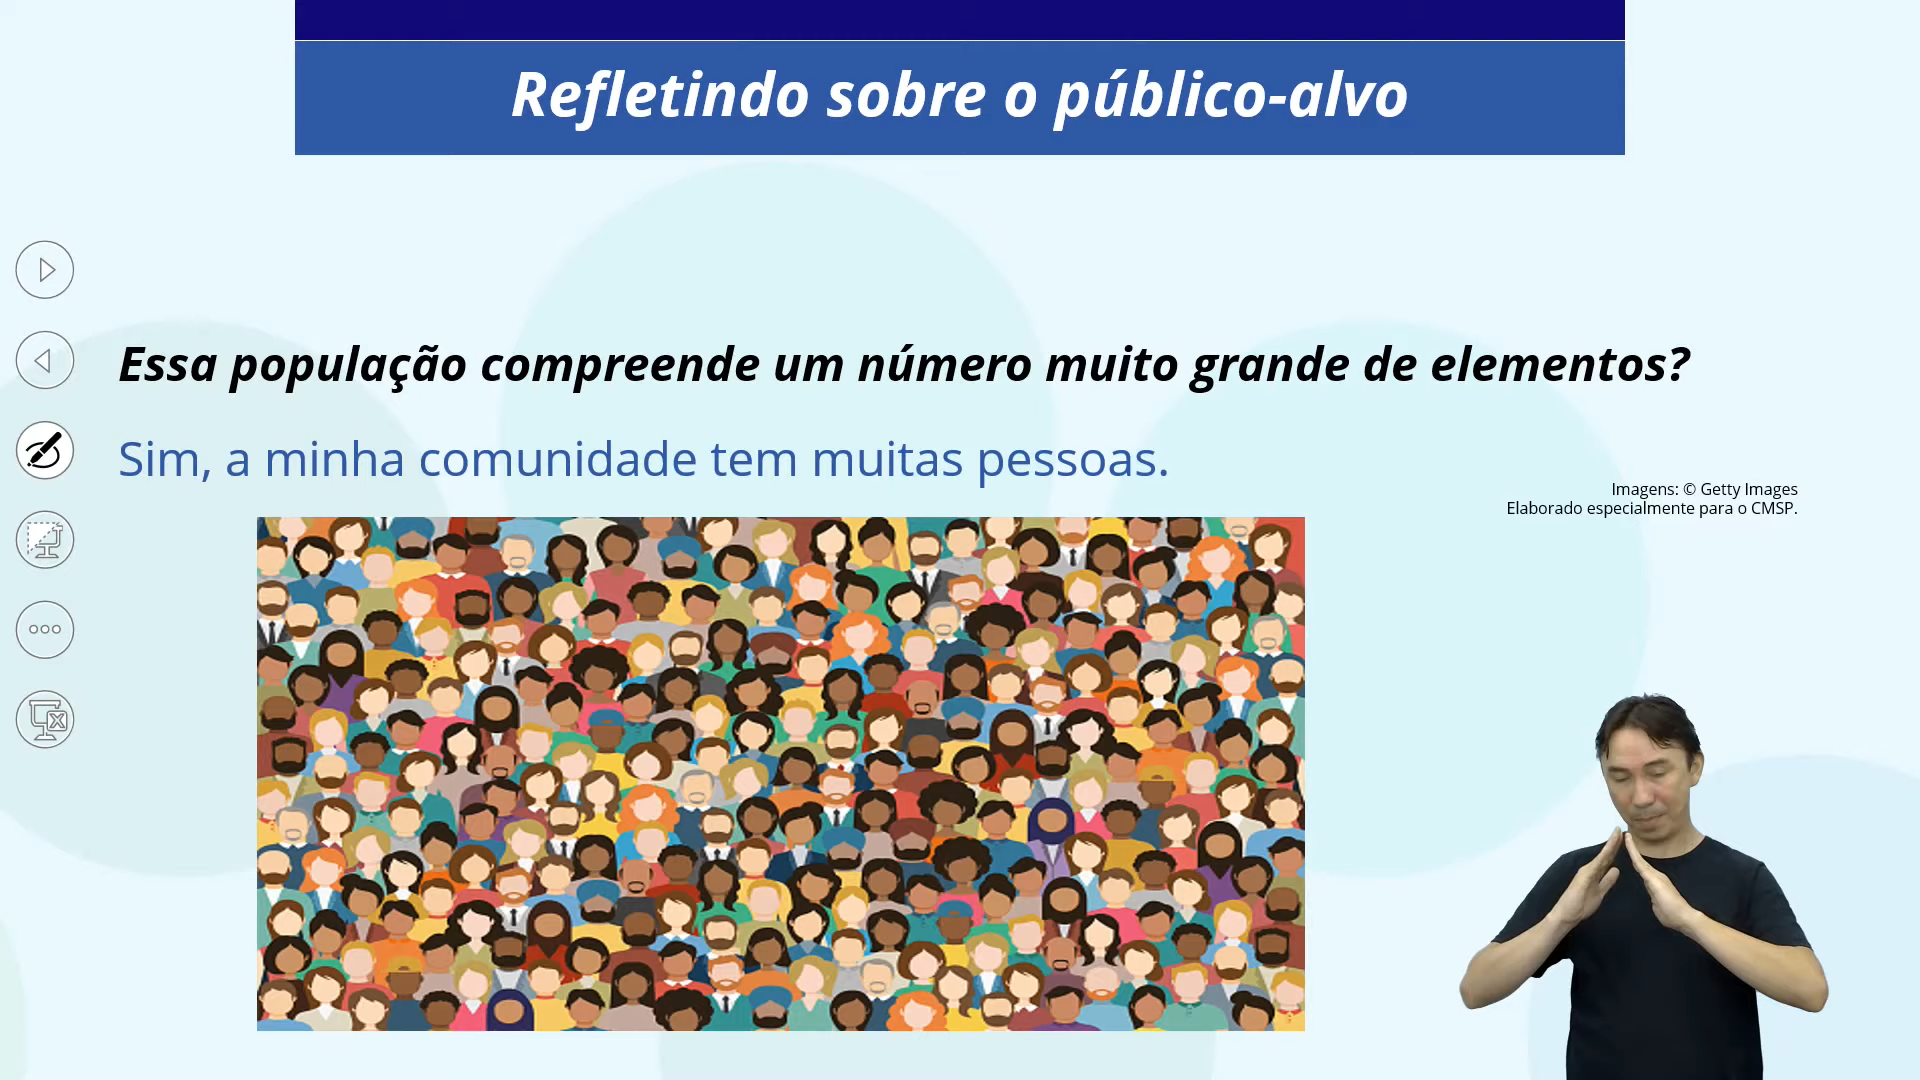 Refletindo sobre o público-alvo
Essa população compreende um número muito grande de elementos?
Sim, a minha comunidade tem muitas pessoas.
Imagens: © Getty Images
Elaborado especialmente para o CMSP.